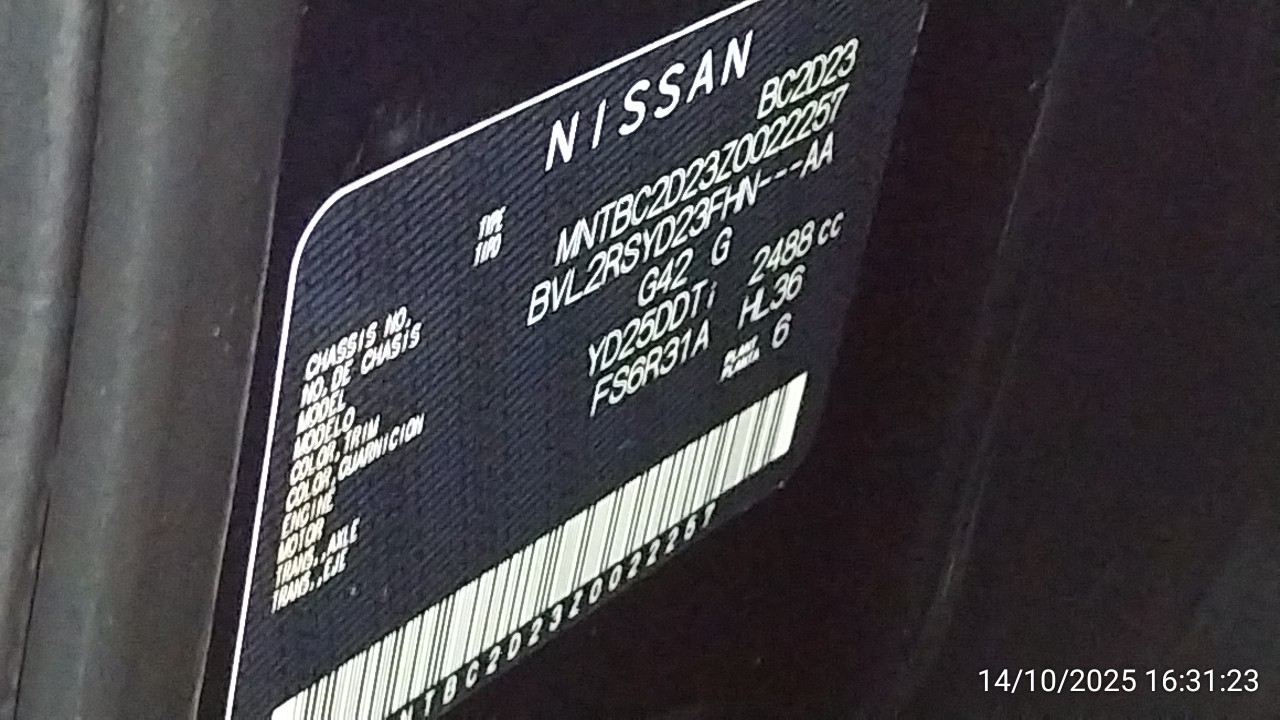 NISSAN
TYPE BC2D23
TIPO
CHASSIS NO. MNTBC2D23Z0022257
NO. DE CHASIS
MODEL BVL2RSYD23FHN---AA
MODELO
COLOR, TRIM G42 G
COLOR, GUARNICION
ENGINE YD25DDTi 2488 cc
MOTOR
TRANS., AXLE FS6R31A HL36
TRANS., EJE
PLANT 6
PLANTA
NTBC2D23Z0022257
14/10/2025 16:31:23